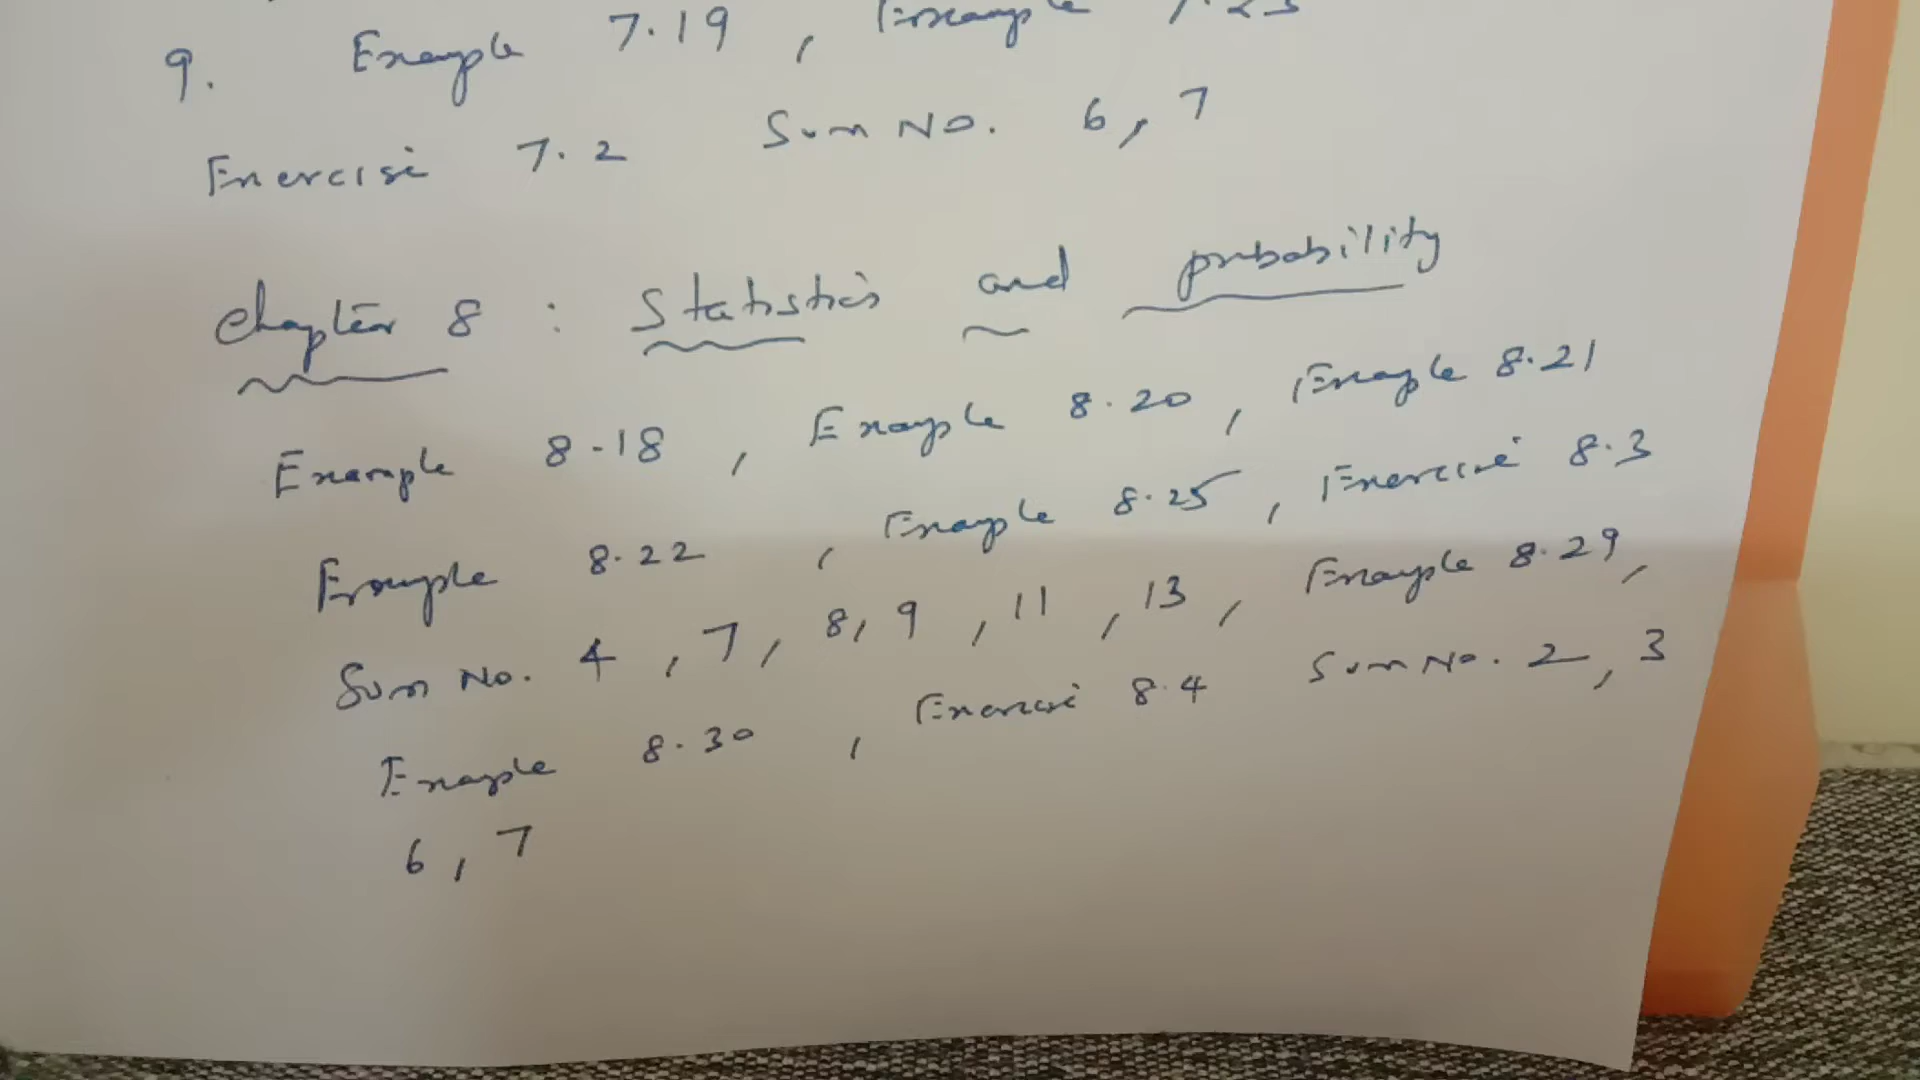 9. Example 7.19 , Example 7.23
Exercise 7.2 Sum No. 6, 7
Chapter 8 : Statistics and probability
Example 8.18 , Example 8.20 , Example 8.21
Example 8.22 , Example 8.25 , Exercise 8.3
Sum No. 4 , 7, 8, 9 , 11 , 13 , Example 8.29,
Example 8.30 , Exercise 8.4 Sum No. 2, 3
6, 7